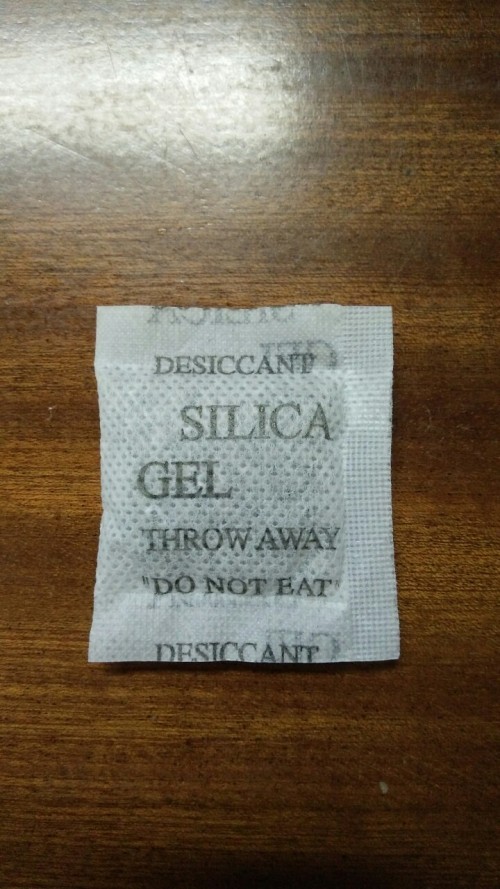 DESICCANT
SILICA
GEL
THROW AWAY
"DO NOT EAT"
DESICCANT